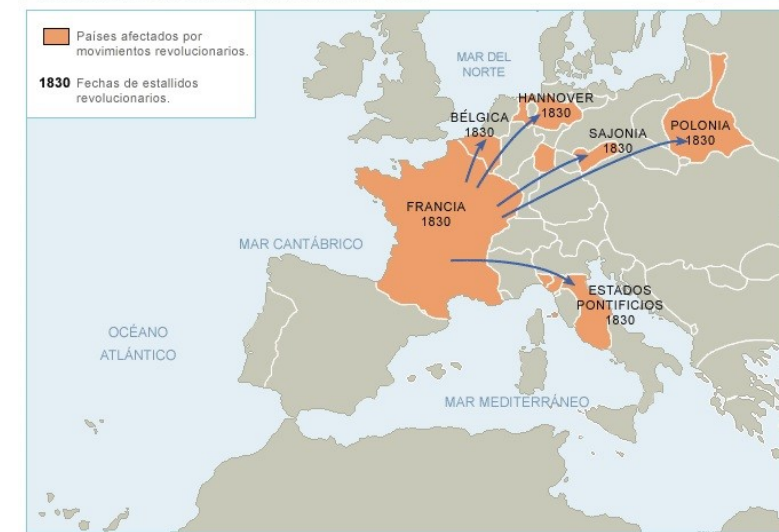 Países afectados por
movimientos revolucionarios.
1830 Fechas de estallidos
revolucionarios.
MAR DEL
NORTE
HANNOVER
1830
BÉLGICA
1830
SAJONIA
1830
POLONIA
1830
FRANCIA
1830
MAR CANTÁBRICO
ESTADOS
PONTIFICIOS
1830
OCÉANO
ATLÁNTICO
MAR MEDITERRÁNEO